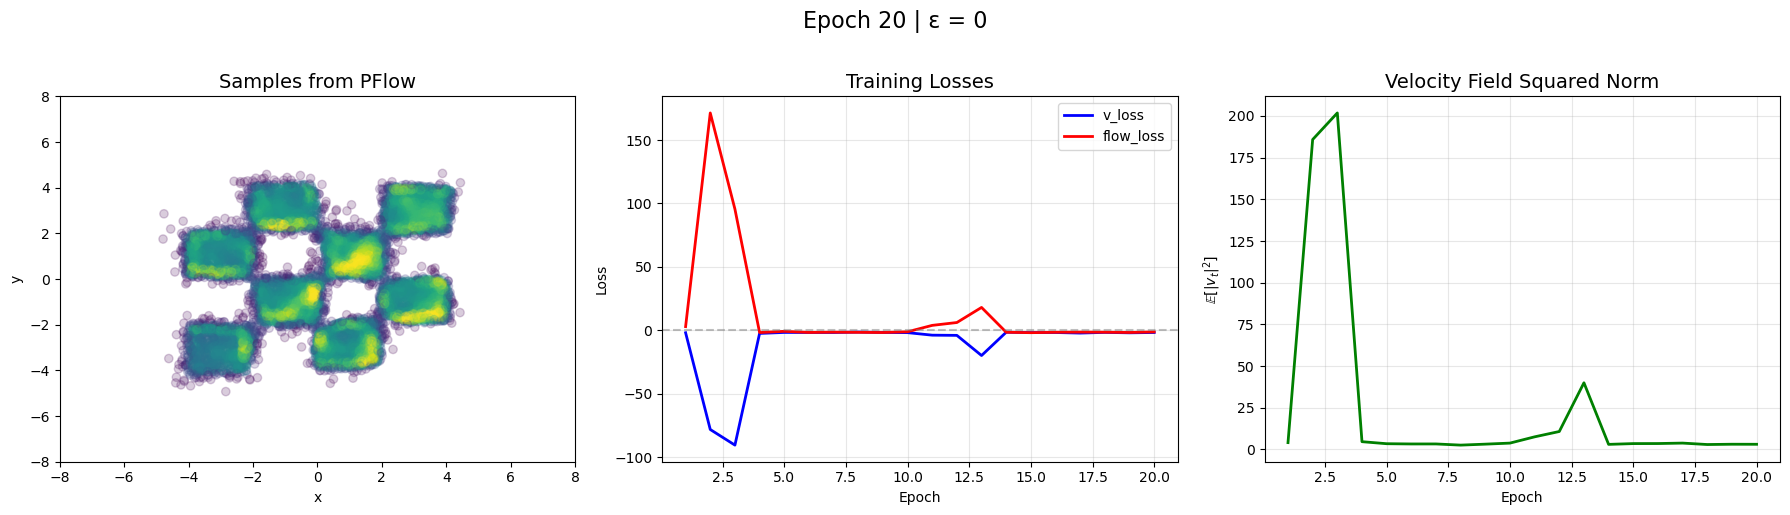 Epoch 20 | ε = 0
Samples from PFlow
8
6
4
2
0
−2
−4
−6
−8
y
−8 −6 −4 −2 0 2 4 6 8
x
Training Losses
v_loss
flow_loss
150
100
50
0
−50
−100
Loss
2.5 5.0 7.5 10.0 12.5 15.0 17.5 20.0
Epoch
Velocity Field Squared Norm
200
175
150
125
100
75
50
25
0
𝔼[|v_t|²]
2.5 5.0 7.5 10.0 12.5 15.0 17.5 20.0
Epoch